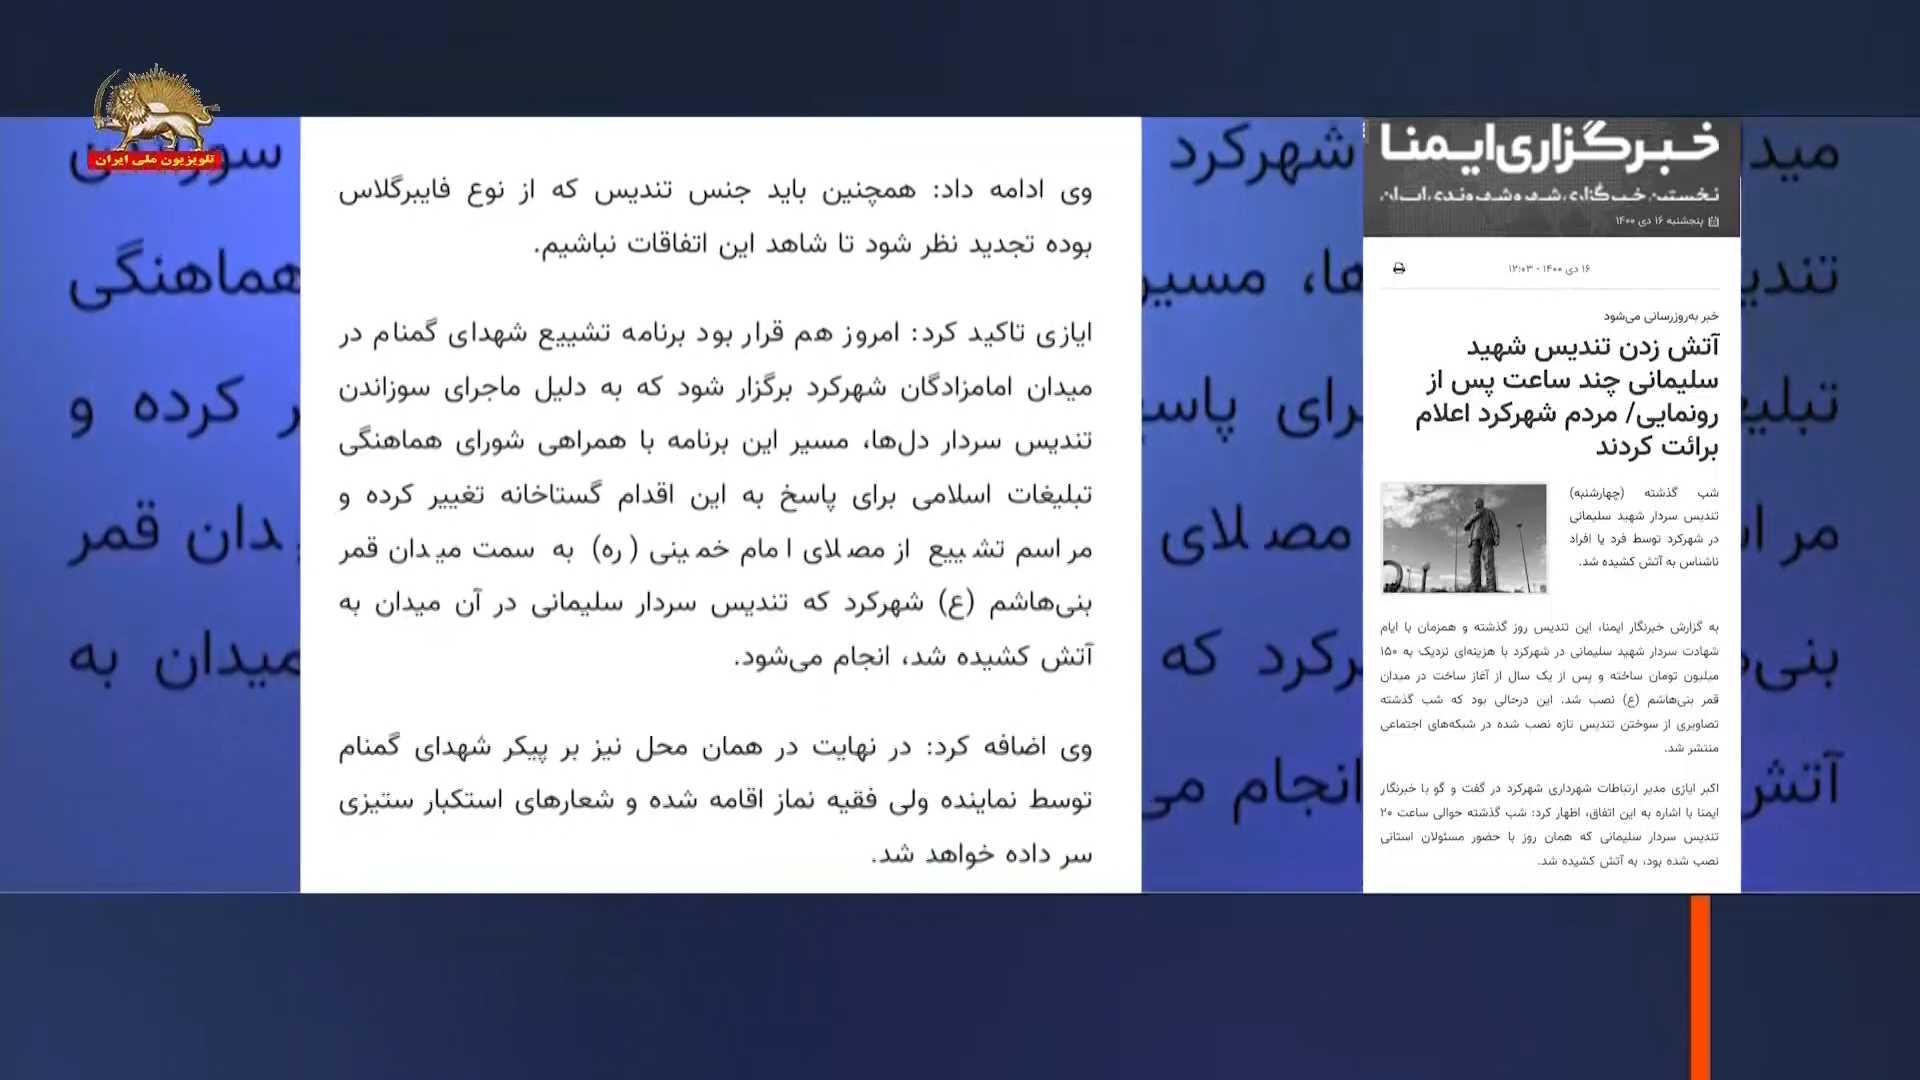 تلویزیون ملی ایران
خبرگزاری ایمنا
نخستین خبرگزاری شهر و شهروندی ایران
پنجشنبه ۱۶ دی ۱۴۰۰
۱۶ دی ۱۴۰۰ - ۱۲:۰۳
خبر به‌روزرسانی می‌شود
آتش زدن تندیس شهید
سلیمانی چند ساعت پس از
رونمایی/ مردم شهرکرد اعلام
برائت کردند
شب گذشته (چهارشنبه)
تندیس سردار شهید سلیمانی
در شهرکرد توسط فرد یا افراد
ناشناس به آتش کشیده شد.
به گزارش خبرنگار ایمنا، این تندیس روز گذشته و همزمان با ایام
شهادت سردار شهید سلیمانی در شهرکرد با هزینه‌ای نزدیک به ۱۵۰
میلیون تومان ساخته و پس از یک سال از آغاز ساخت در میدان
قمر بنی‌هاشم (ع) نصب شد. این درحالی بود که شب گذشته
تصاویری از سوختن تندیس تازه نصب شده در شبکه‌های اجتماعی
منتشر شد.
اکبر ایازی مدیر ارتباطات شهرداری شهرکرد در گفت و گو با خبرنگار
ایمنا با اشاره به این اتفاق، اظهار کرد: شب گذشته حوالی ساعت ۲۰
تندیس سردار سلیمانی که همان روز با حضور مسئولان استانی
نصب شده بود، به آتش کشیده شد.
وی ادامه داد: همچنین باید جنس تندیس که از نوع فایبرگلاس
بوده تجدید نظر شود تا شاهد این اتفاقات نباشیم.
ایازی تاکید کرد: امروز هم قرار بود برنامه تشییع شهدای گمنام در
میدان امامزادگان شهرکرد برگزار شود که به دلیل ماجرای سوزاندن
تندیس سردار دل‌ها، مسیر این برنامه با همراهی شورای هماهنگی
تبلیغات اسلامی برای پاسخ به این اقدام گستاخانه تغییر کرده و
مراسم تشییع از مصلای امام خمینی (ره) به سمت میدان قمر
بنی‌هاشم (ع) شهرکرد که تندیس سردار سلیمانی در آن میدان به
آتش کشیده شد، انجام می‌شود.
وی اضافه کرد: در نهایت در همان محل نیز بر پیکر شهدای گمنام
توسط نماینده ولی فقیه نماز اقامه شده و شعارهای استکبار ستیزی
سر داده خواهد شد.